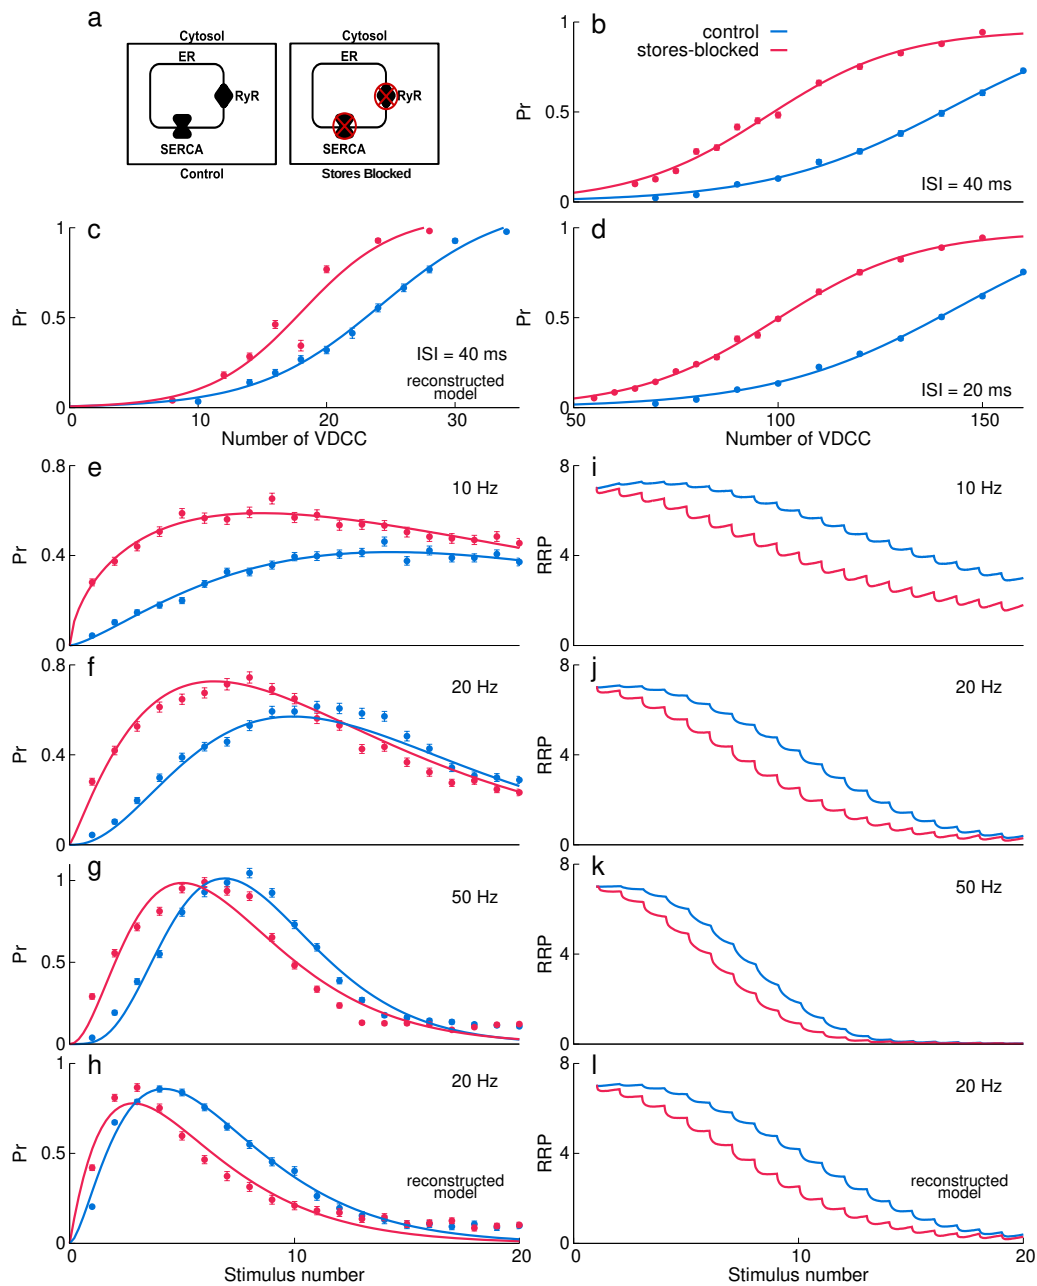 a
Cytosol
ER
RyR
SERCA
Control
Cytosol
ER
RyR
SERCA
Stores Blocked
b
control
stores-blocked
1
0.5
0
Pr
ISI = 40 ms
c
1
0.5
0
Pr
ISI = 40 ms
reconstructed
model
10
20
30
Number of VDCC
d
1
0.5
0
Pr
ISI = 20 ms
50
100
150
Number of VDCC
e
10 Hz
0.8
0.4
0
Pr
i
10 Hz
8
4
0
RRP
f
20 Hz
0.8
0.4
0
Pr
j
20 Hz
8
4
0
RRP
g
50 Hz
1
0.5
0
Pr
k
50 Hz
8
4
0
RRP
h
20 Hz
1
0.5
0
Pr
reconstructed
model
0
10
20
Stimulus number
l
20 Hz
8
4
0
RRP
reconstructed
model
0
10
20
Stimulus number